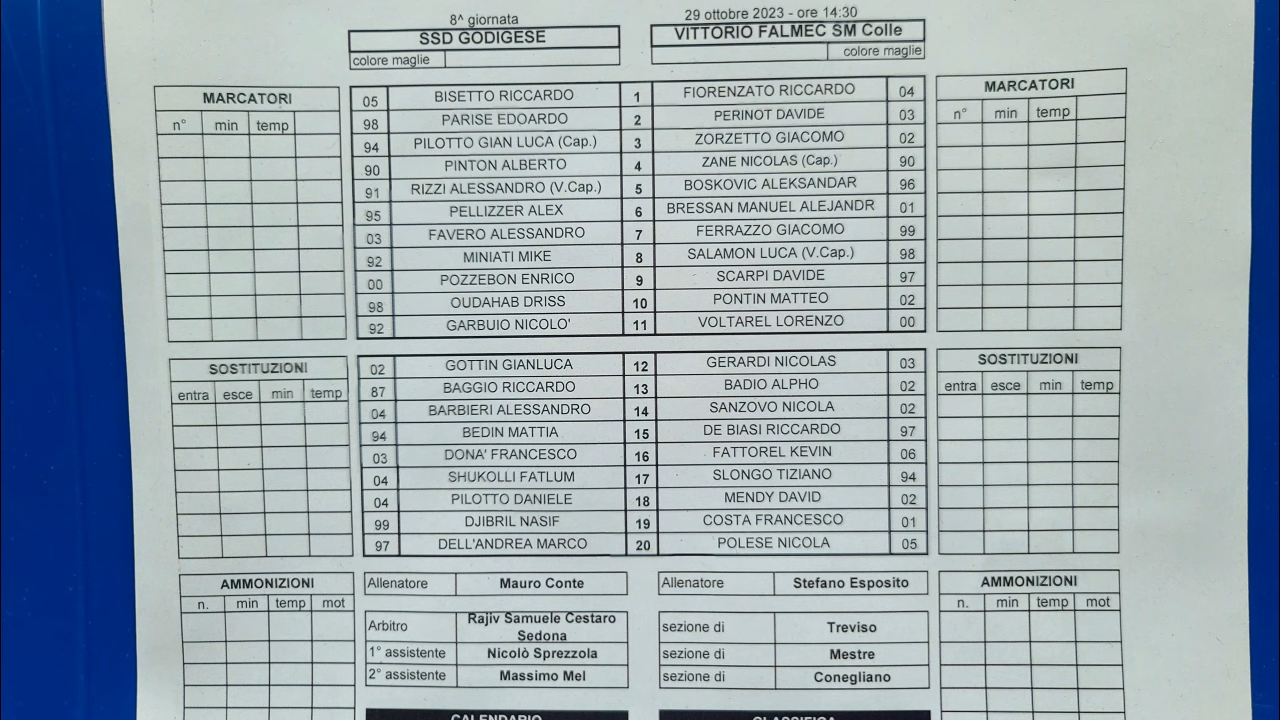 8^ giornata 29 ottobre 2023 - ore 14:30
SSD GODIGESE VITTORIO FALMEC SM Colle
colore maglie colore maglie
MARCATORI MARCATORI
n° min temp n° min temp
05 BISETTO RICCARDO 1 FIORENZATO RICCARDO 04
98 PARISE EDOARDO 2 PERINOT DAVIDE 03
94 PILOTTO GIAN LUCA (Cap.) 3 ZORZETTO GIACOMO 02
90 PINTON ALBERTO 4 ZANE NICOLAS (Cap.) 90
91 RIZZI ALESSANDRO (V.Cap.) 5 BOSKOVIC ALEKSANDAR 96
95 PELLIZZER ALEX 6 BRESSAN MANUEL ALEJANDR 01
03 FAVERO ALESSANDRO 7 FERRAZZO GIACOMO 99
92 MINIATI MIKE 8 SALAMON LUCA (V.Cap.) 98
00 POZZEBON ENRICO 9 SCARPI DAVIDE 97
98 OUDAHAB DRISS 10 PONTIN MATTEO 02
92 GARBUIO NICOLO' 11 VOLTAREL LORENZO 00
SOSTITUZIONI SOSTITUZIONI
entra esce min temp entra esce min temp
02 GOTTIN GIANLUCA 12 GERARDI NICOLAS 03
87 BAGGIO RICCARDO 13 BADIO ALPHO 02
04 BARBIERI ALESSANDRO 14 SANZOVO NICOLA 02
94 BEDIN MATTIA 15 DE BIASI RICCARDO 97
03 DONA' FRANCESCO 16 FATTOREL KEVIN 06
04 SHUKOLLI FATLUM 17 SLONGO TIZIANO 94
04 PILOTTO DANIELE 18 MENDY DAVID 02
99 DJIBRIL NASIF 19 COSTA FRANCESCO 01
97 DELL'ANDREA MARCO 20 POLESE NICOLA 05
AMMONIZIONI AMMONIZIONI
n. min temp mot n. min temp mot
Allenatore Mauro Conte Allenatore Stefano Esposito
Arbitro Rajiv Samuele Cestaro Sedona sezione di Treviso
1° assistente Nicolò Sprezzola sezione di Mestre
2° assistente Massimo Mel sezione di Conegliano
CALENDARIO CLASSIFICA